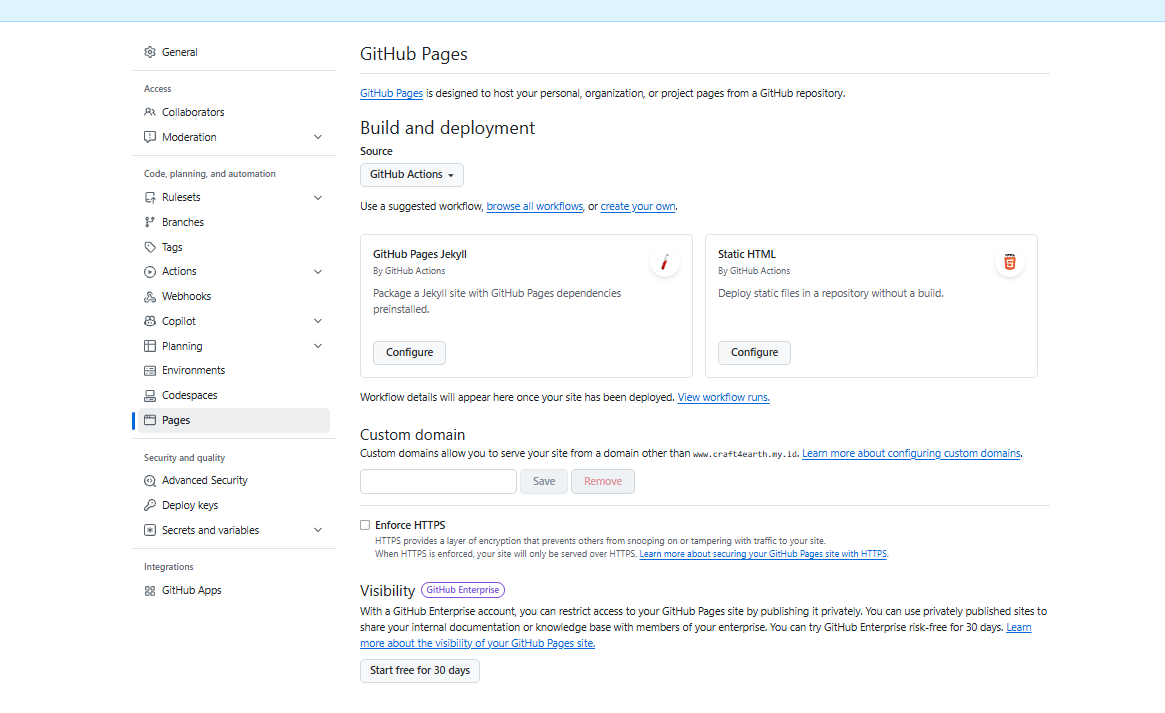 General
Access
Collaborators
Moderation
Code, planning, and automation
Rulesets
Branches
Tags
Actions
Webhooks
Copilot
Planning
Environments
Codespaces
Pages
Security and quality
Advanced Security
Deploy keys
Secrets and variables
Integrations
GitHub Apps
GitHub Pages
GitHub Pages is designed to host your personal, organization, or project pages from a GitHub repository.
Build and deployment
Source
GitHub Actions
Use a suggested workflow, browse all workflows, or create your own.
GitHub Pages Jekyll
By GitHub Actions
Package a Jekyll site with GitHub Pages dependencies
preinstalled.
Configure
Static HTML
By GitHub Actions
Deploy static files in a repository without a build.
Configure
Workflow details will appear here once your site has been deployed. View workflow runs.
Custom domain
Custom domains allow you to serve your site from a domain other than www.craft4earth.my.id. Learn more about configuring custom domains.
Save
Remove
Enforce HTTPS
HTTPS provides a layer of encryption that prevents others from snooping on or tampering with traffic to your site.
When HTTPS is enforced, your site will only be served over HTTPS. Learn more about securing your GitHub Pages site with HTTPS.
Visibility GitHub Enterprise
With a GitHub Enterprise account, you can restrict access to your GitHub Pages site by publishing it privately. You can use privately published sites to
share your internal documentation or knowledge base with members of your enterprise. You can try GitHub Enterprise risk-free for 30 days. Learn
more about the visibility of your GitHub Pages site.
Start free for 30 days